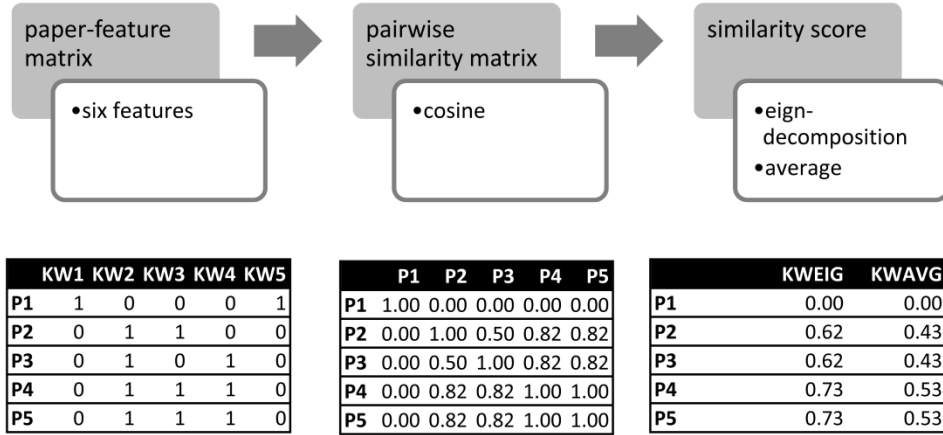 paper-feature
matrix
•six features
pairwise
similarity matrix
•cosine
similarity score
•eign-
decomposition
•average
KW1 KW2 KW3 KW4 KW5
P1 1 0 0 0 1
P2 0 1 1 0 0
P3 0 1 0 1 0
P4 0 1 1 1 0
P5 0 1 1 1 0
P1 P2 P3 P4 P5
P1 1.00 0.00 0.00 0.00 0.00
P2 0.00 1.00 0.50 0.82 0.82
P3 0.00 0.50 1.00 0.82 0.82
P4 0.00 0.82 0.82 1.00 1.00
P5 0.00 0.82 0.82 1.00 1.00
KWEIG KWAVG
P1 0.00 0.00
P2 0.62 0.43
P3 0.62 0.43
P4 0.73 0.53
P5 0.73 0.53